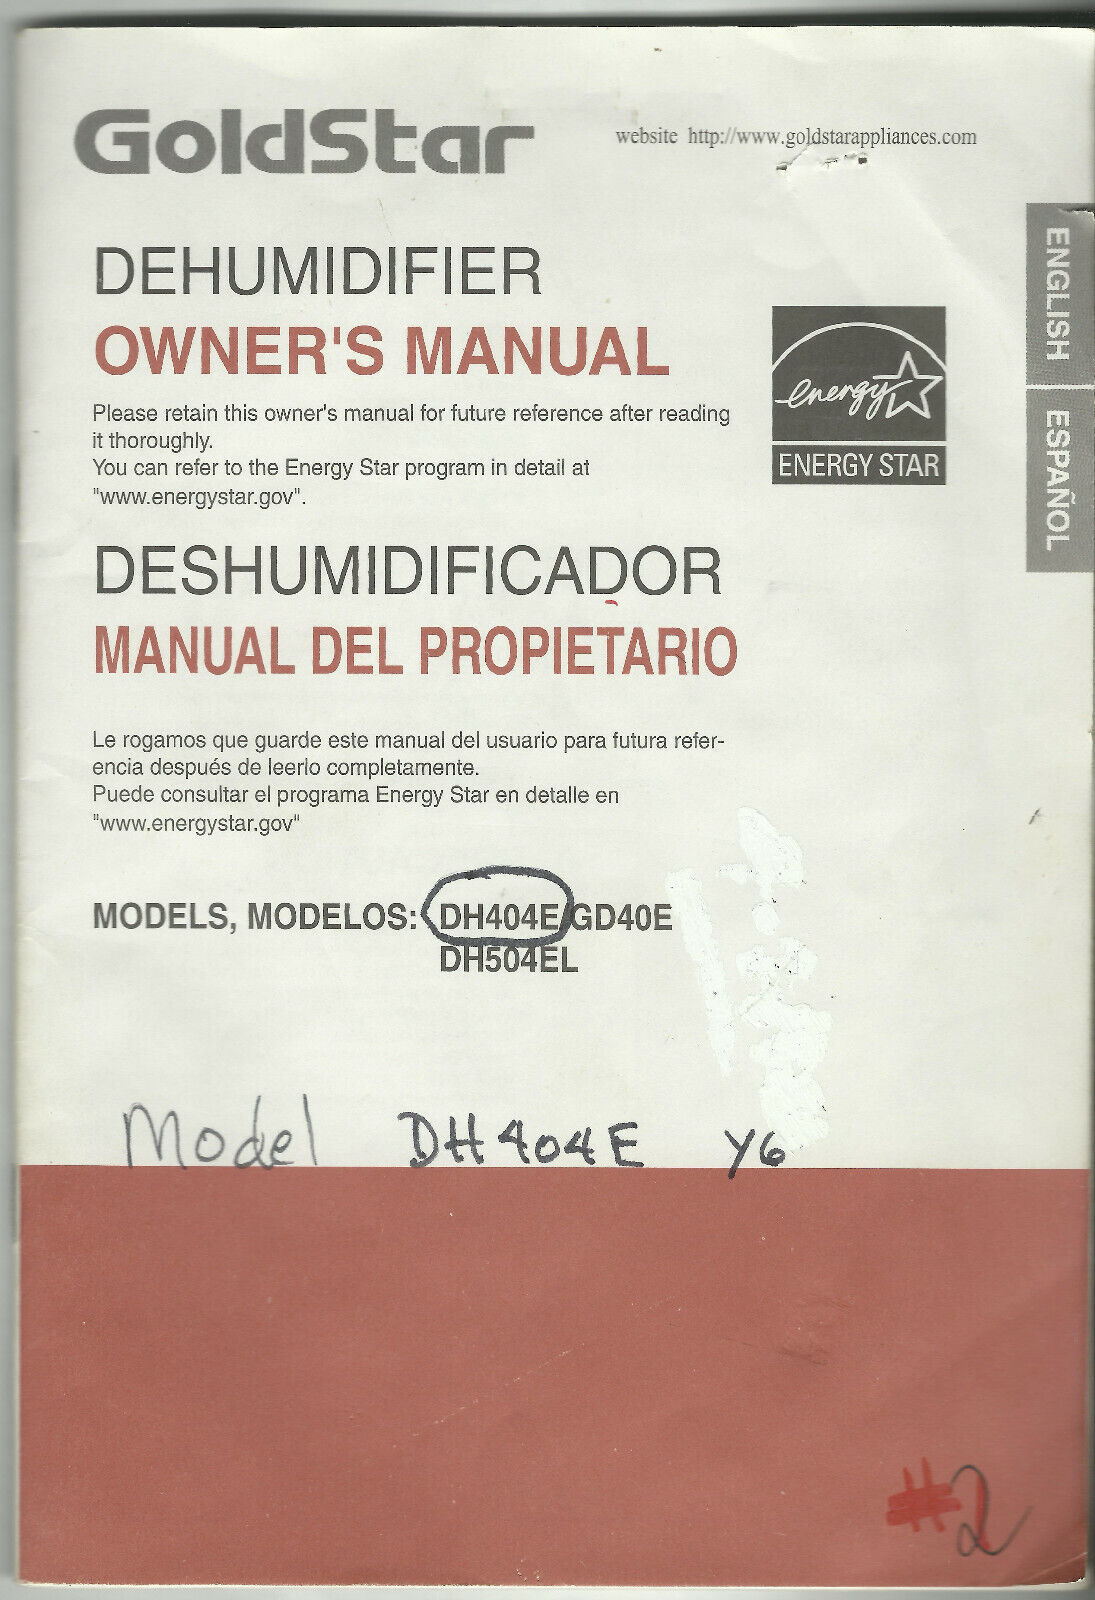 GoldStar
website http://www.goldstarappliances.com
DEHUMIDIFIER
OWNER'S MANUAL
Please retain this owner's manual for future reference after reading
it thoroughly.
You can refer to the Energy Star program in detail at
"www.energystar.gov".
energy
ENERGY STAR
ENGLISH
ESPAÑOL
DESHUMIDIFICADOR
MANUAL DEL PROPIETARIO
Le rogamos que guarde este manual del usuario para futura refer-
encia después de leerlo completamente.
Puede consultar el programa Energy Star en detalle en
"www.energystar.gov"
MODELS, MODELOS: DH404E/GD40E
DH504EL
Model DH404E Y6
#2